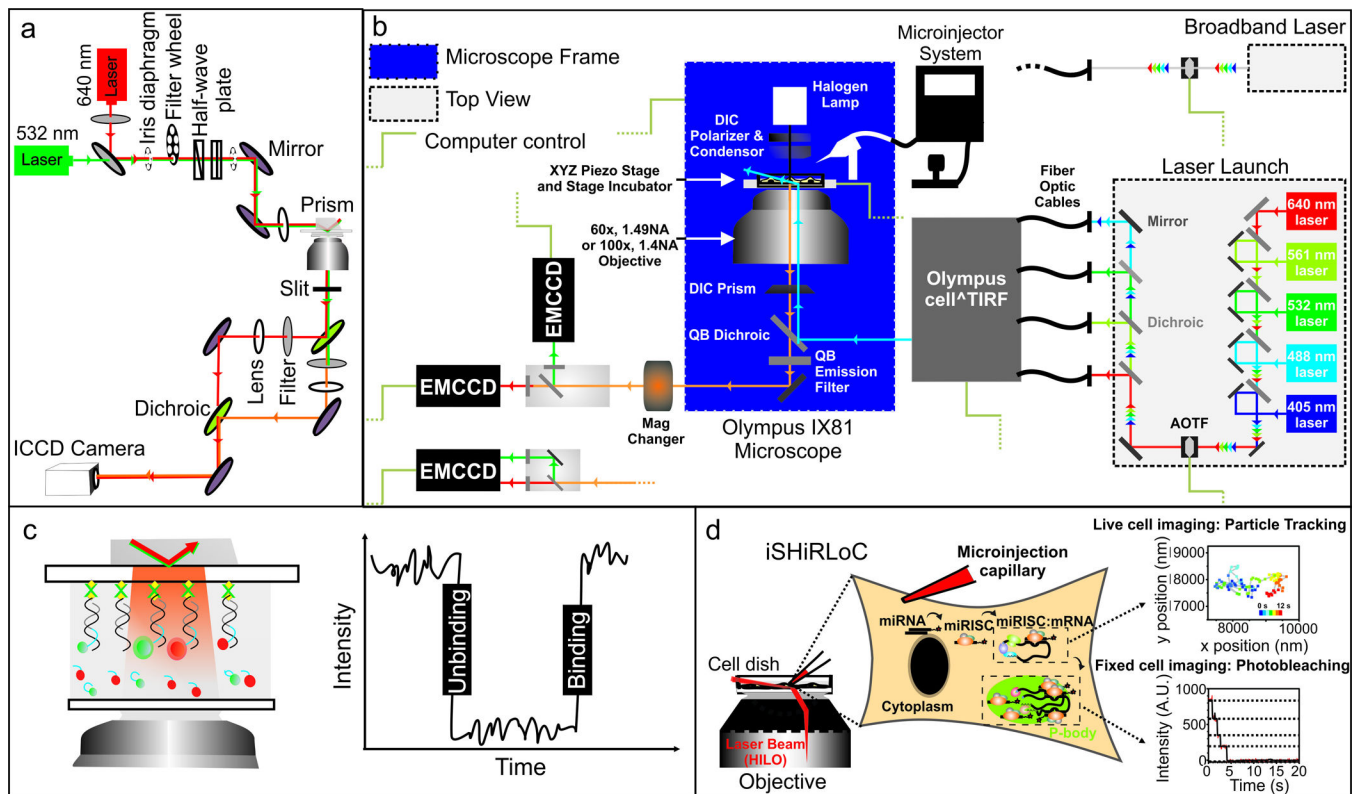 a
640 nm
Laser
532 nm
Laser
Iris diaphragm
Filter wheel
Half-wave
plate
Mirror
Prism
Slit
Lens
Filter
Dichroic
ICCD Camera
b
Microscope Frame
Top View
Computer control
Halogen
Lamp
DIC
Polarizer &
Condensor
XYZ Piezo Stage
and Stage Incubator
60x, 1.49NA
or 100x, 1.4NA
Objective
DIC Prism
QB Dichroic
QB
Emission
Filter
Olympus IX81
Microscope
EMCCD
EMCCD
EMCCD
Mag
Changer
Microinjector
System
Olympus
cell^TIRF
Fiber
Optic
Cables
Broadband Laser
Laser Launch
Mirror
Dichroic
AOTF
640 nm
laser
561 nm
laser
532 nm
laser
488 nm
laser
405 nm
laser
c
Intensity
Unbinding
Binding
Time
d
iSHiRLoC
Microinjection
capillary
miRNA
miRISC
miRISC:mRNA
Cell dish
Cytoplasm
P-body
Laser Beam
(HILO)
Objective
Live cell imaging: Particle Tracking
y position (nm)
9000
8000
7000
0 s
12 s
8000
10000
x position (nm)
Fixed cell imaging: Photobleaching
Intensity (A.U.)
1000
500
0
0
5
10
15
20
Time (s)